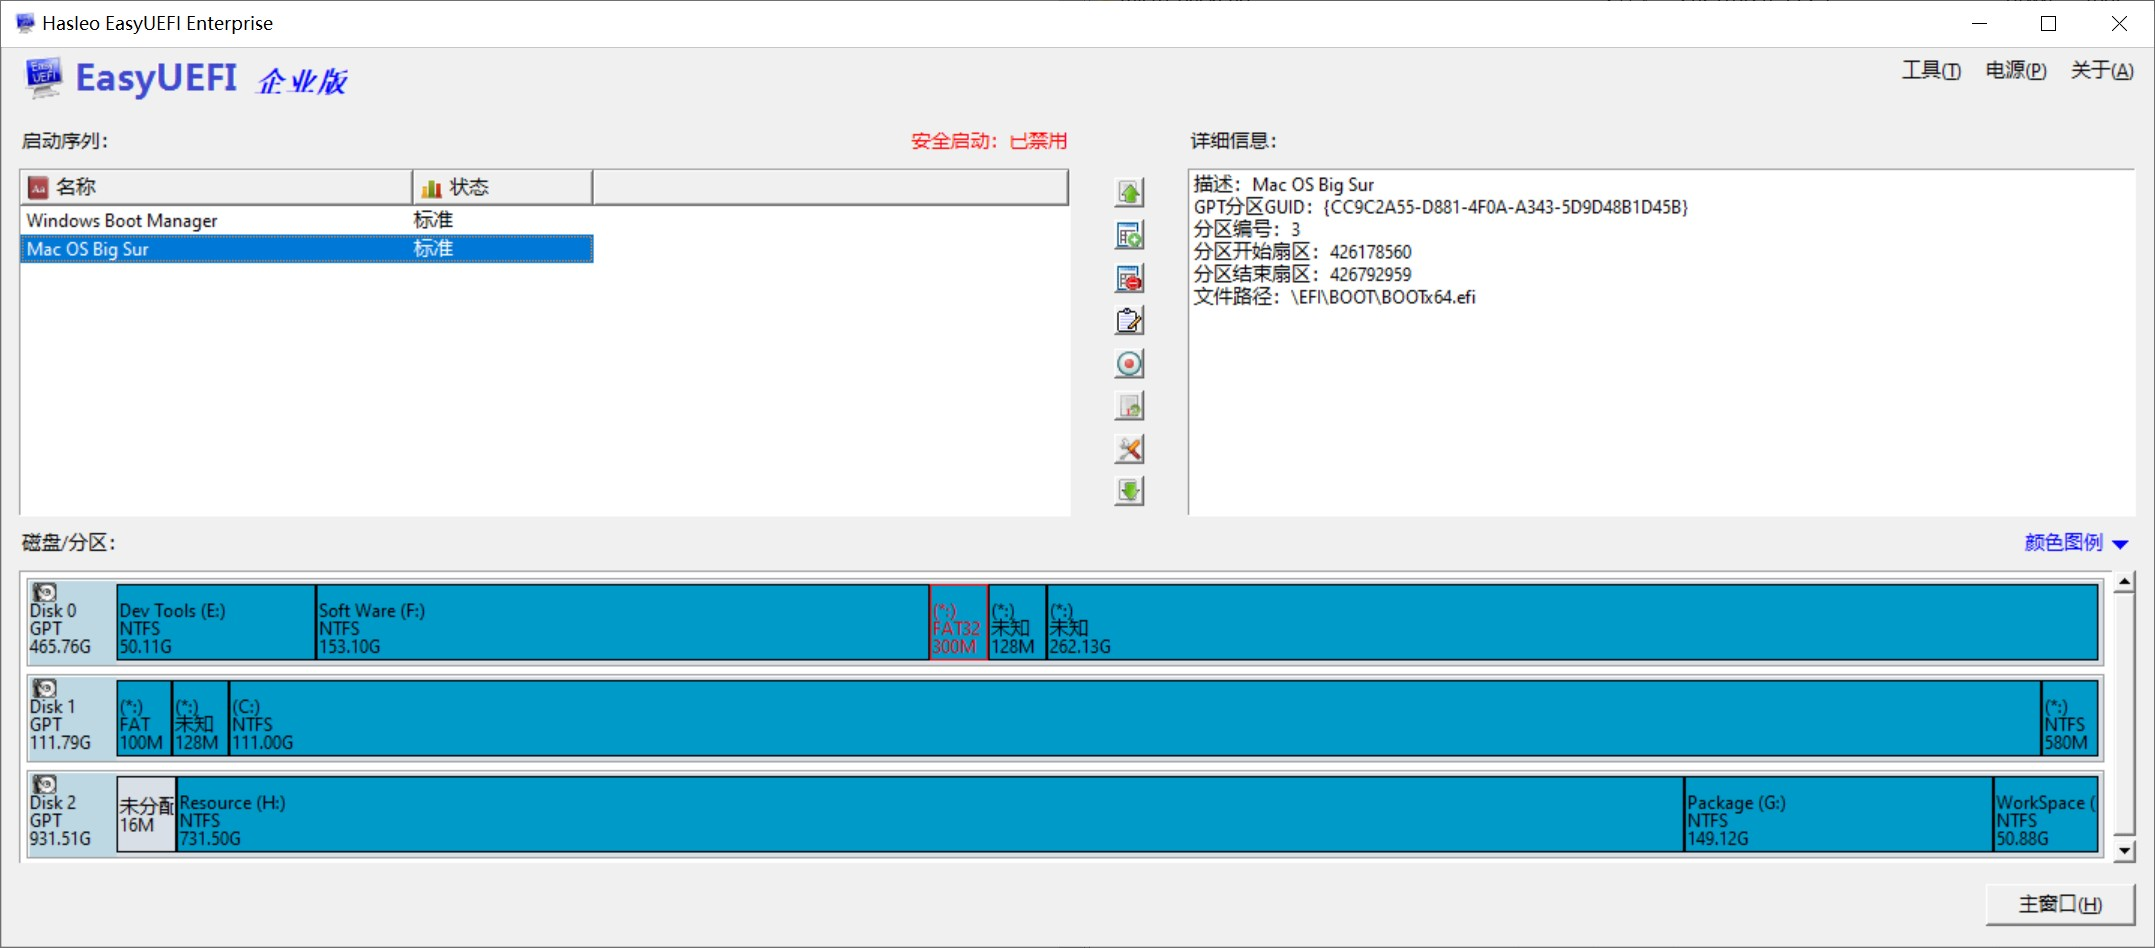 Hasleo EasyUEFI Enterprise
EasyUEFI 企业版
工具(T) 电源(P) 关于(A)
启动序列：
安全启动：已禁用
详细信息：
名称 状态
Windows Boot Manager 标准
Mac OS Big Sur 标准
描述：Mac OS Big Sur
GPT分区GUID：{CC9C2A55-D881-4F0A-A343-5D9D48B1D45B}
分区编号：3
分区开始扇区：426178560
分区结束扇区：426792959
文件路径：\EFI\BOOT\BOOTx64.efi
磁盘/分区：
颜色图例
Disk 0
GPT
465.76G
Dev Tools (E:)
NTFS
50.11G
Soft Ware (F:)
NTFS
153.10G
(*:)
FAT32
300M
(*:)
未知
128M
(*:)
未知
262.13G
Disk 1
GPT
111.79G
(*:)
FAT
100M
(*:)
未知
128M
(C:)
NTFS
111.00G
(*:)
NTFS
580M
Disk 2
GPT
931.51G
未分配
16M
Resource (H:)
NTFS
731.50G
Package (G:)
NTFS
149.12G
WorkSpace (
NTFS
50.88G
主窗口(H)